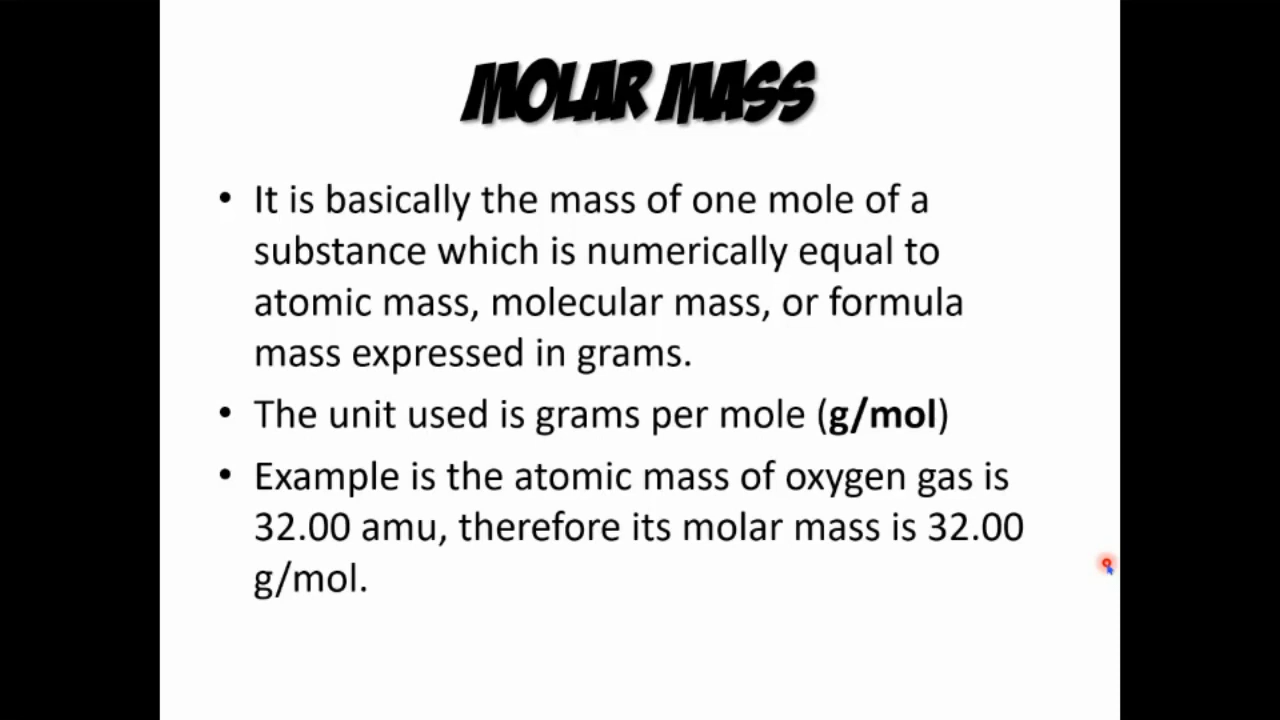 MOLAR MASS
• It is basically the mass of one mole of a
substance which is numerically equal to
atomic mass, molecular mass, or formula
mass expressed in grams.
• The unit used is grams per mole (g/mol)
• Example is the atomic mass of oxygen gas is
32.00 amu, therefore its molar mass is 32.00
g/mol.